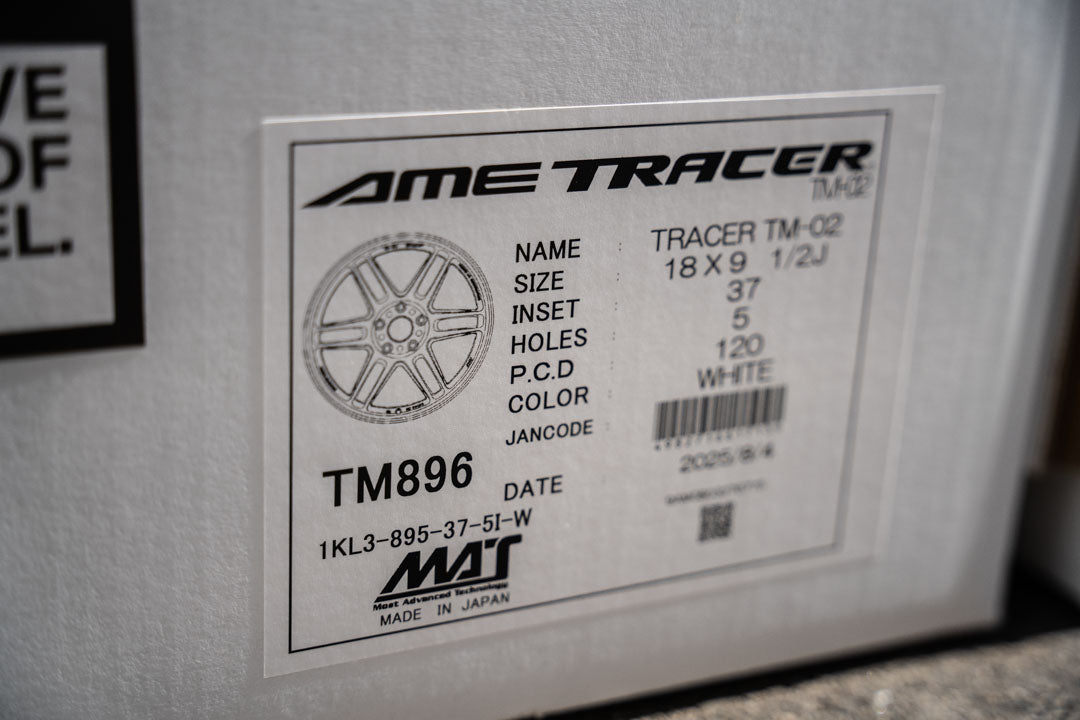 VE
OF
EL.
AME TRACER
TM-02
NAME : TRACER TM-02
SIZE : 18 X 9 1/2J
INSET : 37
HOLES : 5
P.C.D : 120
COLOR : WHITE
JANCODE :
TM896
DATE 2025/8/4
1KL3-895-37-5I-W
MAT
Most Advanced Technology
MADE IN JAPAN